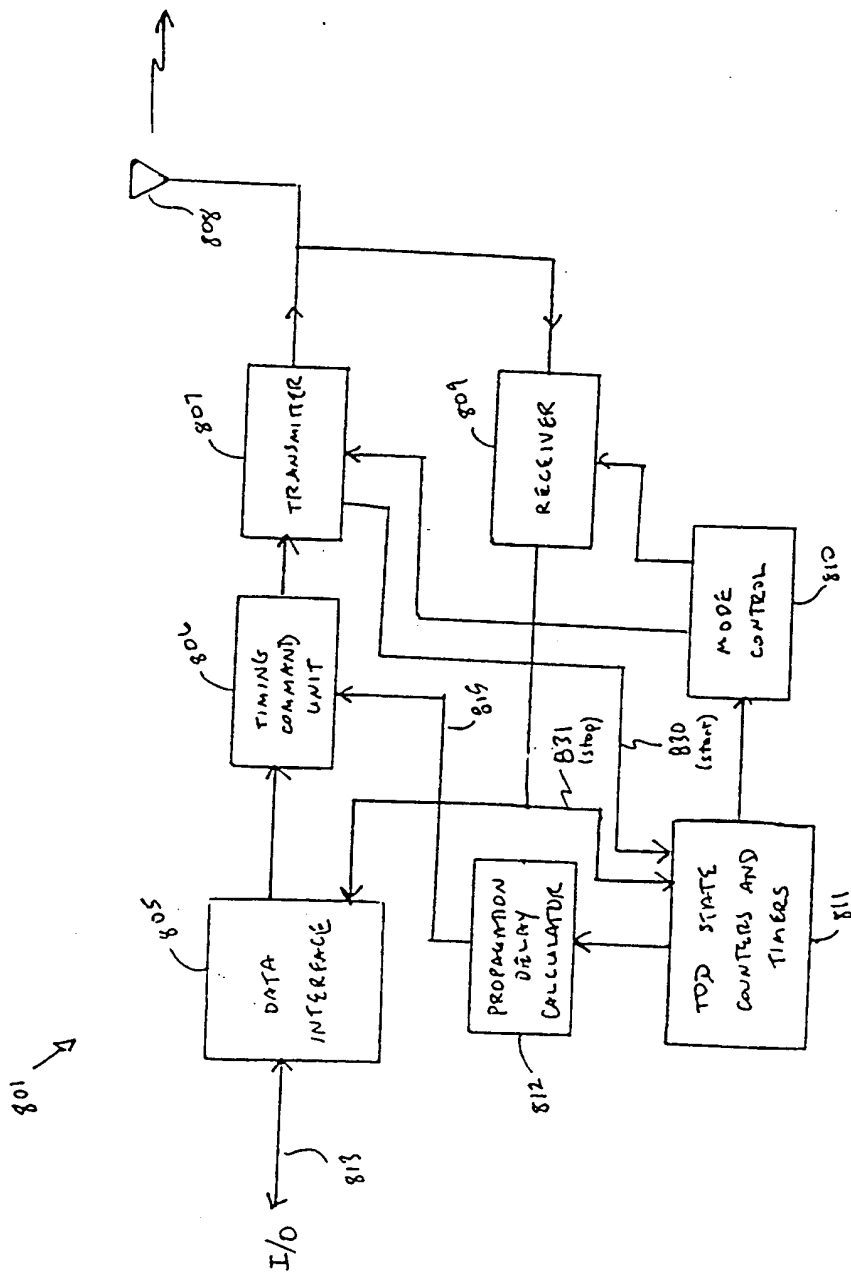 801
I/O
813
805
DATA
INTERFACE
806
TIMING
COMMAND
UNIT
807
TRANSMITTER
808
815
812
PROPAGATION
DELAY
CALCULATOR
831
(stop)
830
(start)
809
RECEIVER
811
TDD STATE
COUNTERS AND
TIMERS
MODE
CONTROL
810